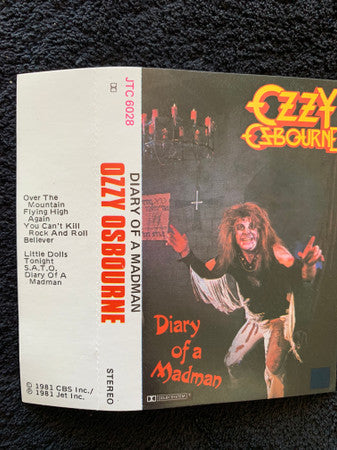 Over The
Mountain
Flying High
Again
You Can't Kill
Rock And Roll
Believer
Little Dolls
Tonight
S.A.T.O.
Diary Of A
Madman
© 1981 CBS Inc./
℗ 1981 Jet Inc.
JTC 6028
DIARY OF A MADMAN
OZZY OSBOURNE
STEREO
OZZY
OSBOURNE
Diary
of a
Madman
DOLBY SYSTEM